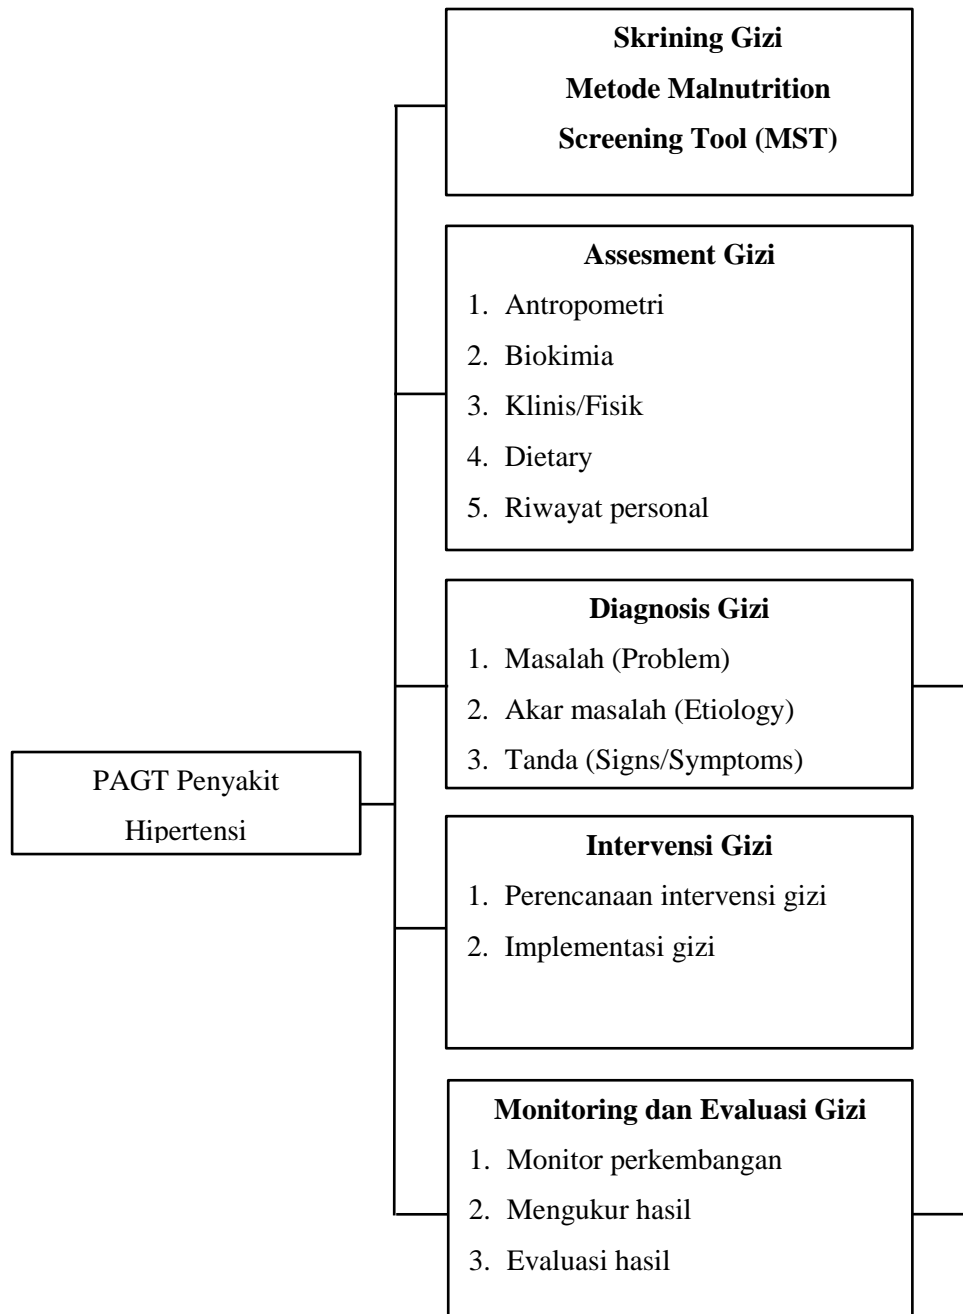 Skrining Gizi
Metode Malnutrition
Screening Tool (MST)
Assesment Gizi
1. Antropometri
2. Biokimia
3. Klinis/Fisik
4. Dietary
5. Riwayat personal
Diagnosis Gizi
1. Masalah (Problem)
2. Akar masalah (Etiology)
3. Tanda (Signs/Symptoms)
PAGT Penyakit
Hipertensi
Intervensi Gizi
1. Perencanaan intervensi gizi
2. Implementasi gizi
Monitoring dan Evaluasi Gizi
1. Monitor perkembangan
2. Mengukur hasil
3. Evaluasi hasil